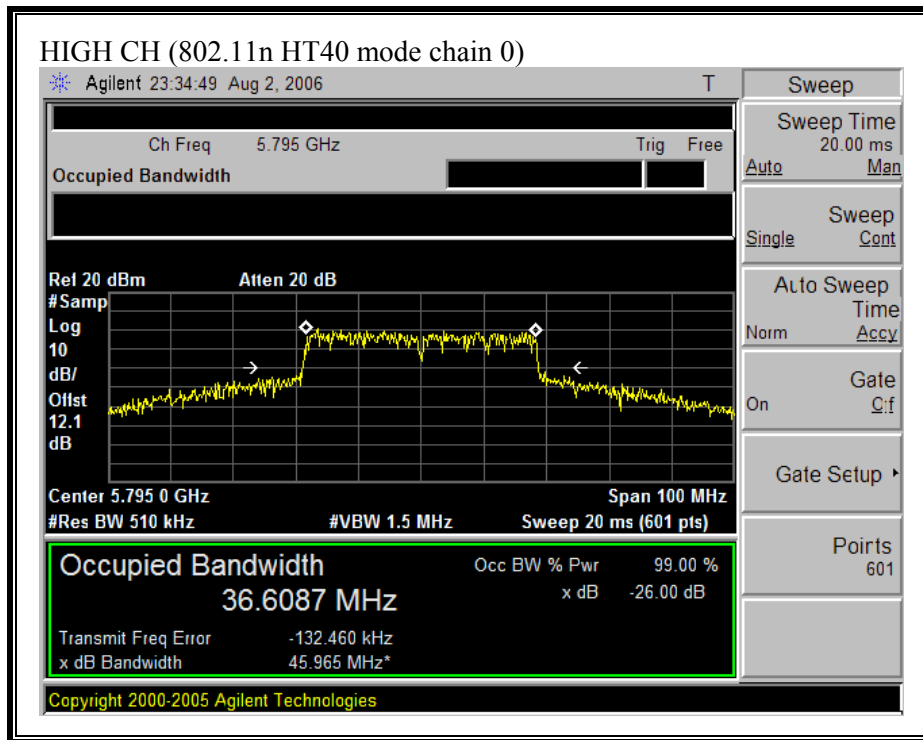 HIGH CH (802.11n HT40 mode chain 0)
Agilent 23:34:49 Aug 2, 2006 T
Ch Freq 5.795 GHz Trig Free
Occupied Bandwidth
Ref 20 dBm Atten 20 dB
#Samp
Log
10
dB/
Offst
12.1
dB
Center 5.795 0 GHz Span 100 MHz
#Res BW 510 kHz #VBW 1.5 MHz Sweep 20 ms (601 pts)
Occupied Bandwidth
36.6087 MHz
Occ BW % Pwr 99.00 %
x dB -26.00 dB
Transmit Freq Error -132.460 kHz
x dB Bandwidth 45.965 MHz*
Copyright 2000-2005 Agilent Technologies
Sweep
Sweep Time
20.00 ms
Auto Man
Sweep
Single Cont
Auto Sweep
Time
Norm Accy
Gate
On Off
Gate Setup
Points
601